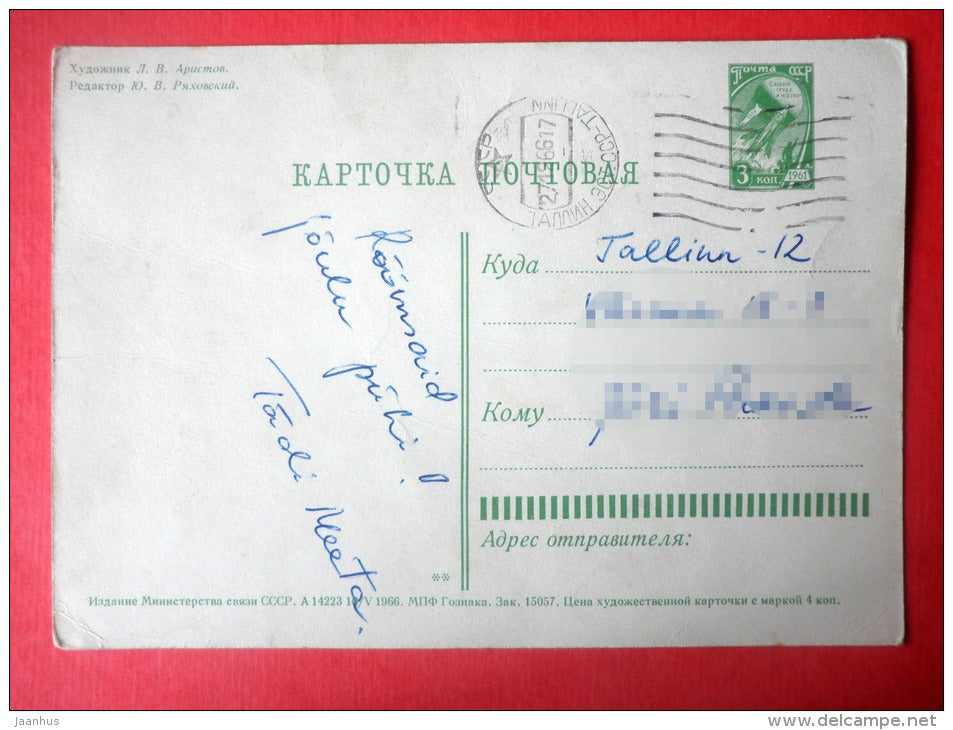 Художник Л. В. Аристов.
Редактор Ю. В. Ряховский.
Почта СССР
3 коп.
1961
КАРТОЧКА ПОЧТОВАЯ
Rõõmsaid
jõulu pühi!
Tädi Meeta.
Куда Tallinn -12
Кому
Адрес отправителя:
**
Издание Министерства связи СССР. А 14223 V 1966. МПФ Гознака. Зак. 15057. Цена художественной карточки с маркой 4 коп.
Jaanhus
www.delcampe.net